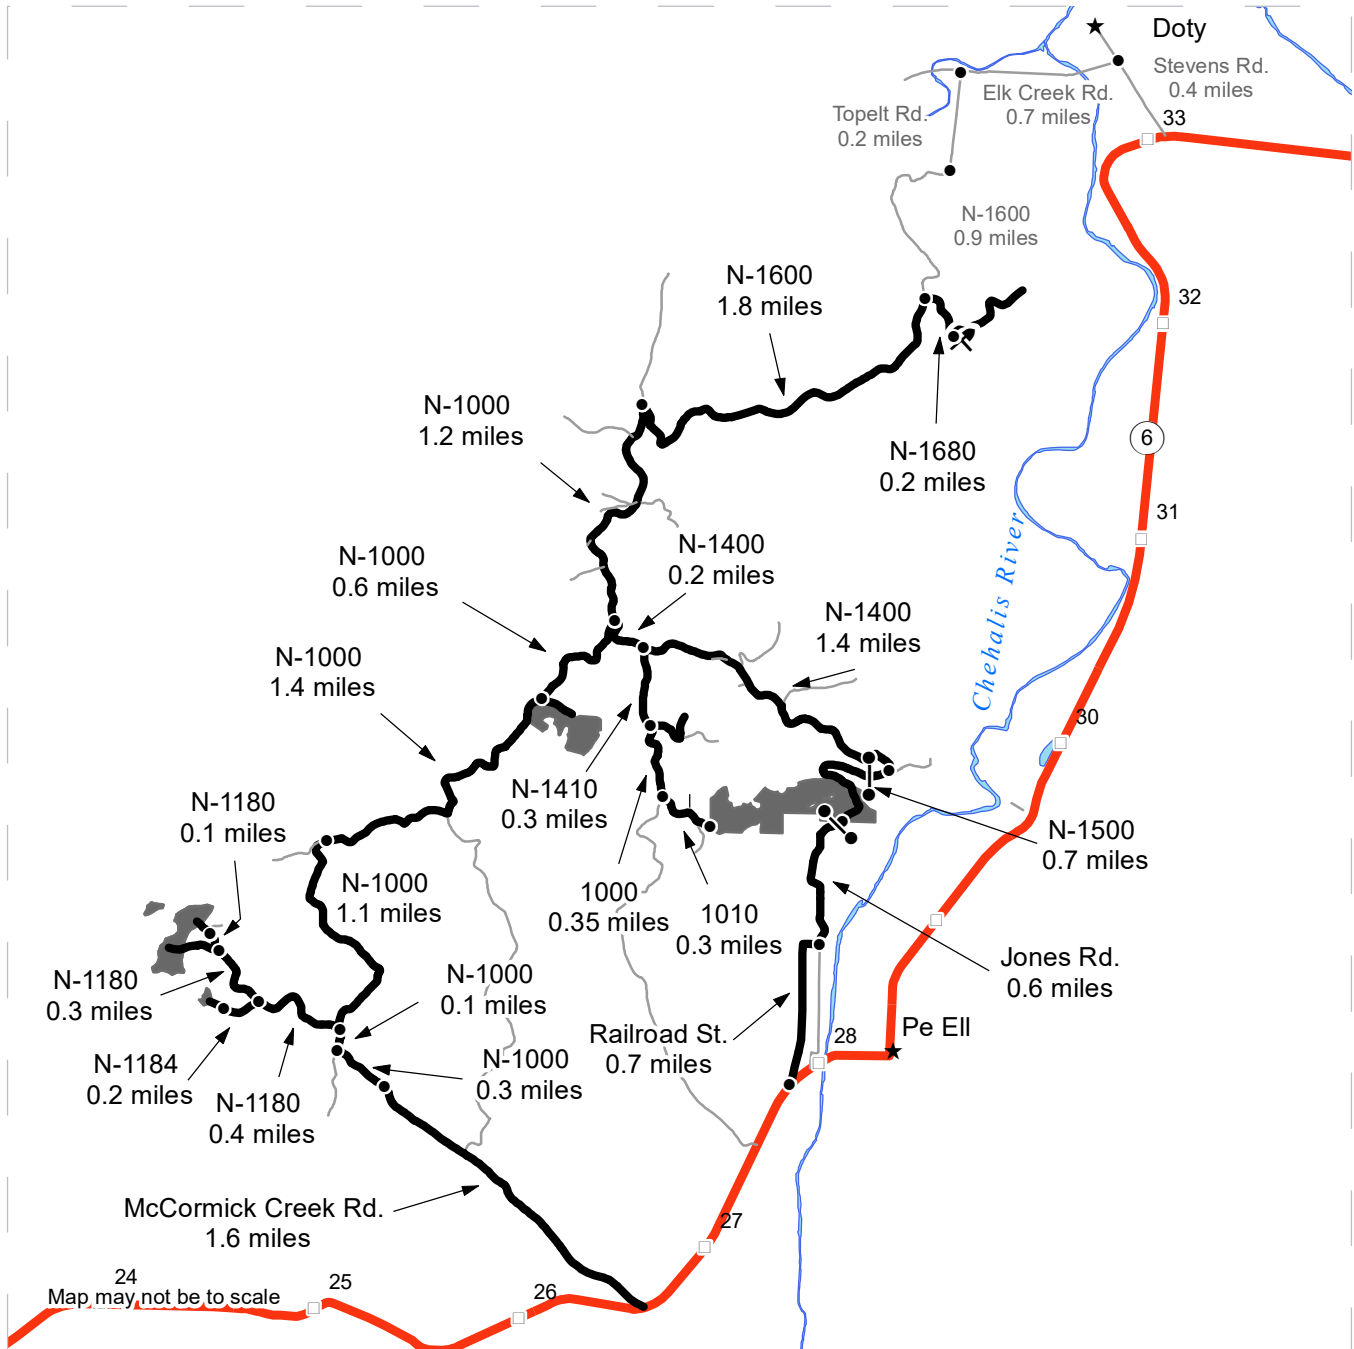 Doty
Stevens Rd.
0.4 miles
Elk Creek Rd.
0.7 miles
Topelt Rd.
0.2 miles
33
N-1600
0.9 miles
N-1600
1.8 miles
32
N-1000
1.2 miles
6
N-1680
0.2 miles
31
Chehalis River
N-1000
0.6 miles
N-1400
0.2 miles
N-1400
1.4 miles
N-1000
1.4 miles
30
N-1410
0.3 miles
N-1180
0.1 miles
N-1500
0.7 miles
N-1000
1.1 miles
1000
0.35 miles
1010
0.3 miles
Jones Rd.
0.6 miles
N-1180
0.3 miles
N-1000
0.1 miles
Railroad St.
0.7 miles
28
Pe Ell
N-1184
0.2 miles
N-1000
0.3 miles
N-1180
0.4 miles
McCormick Creek Rd.
1.6 miles
27
24
25
26
Map may not be to scale